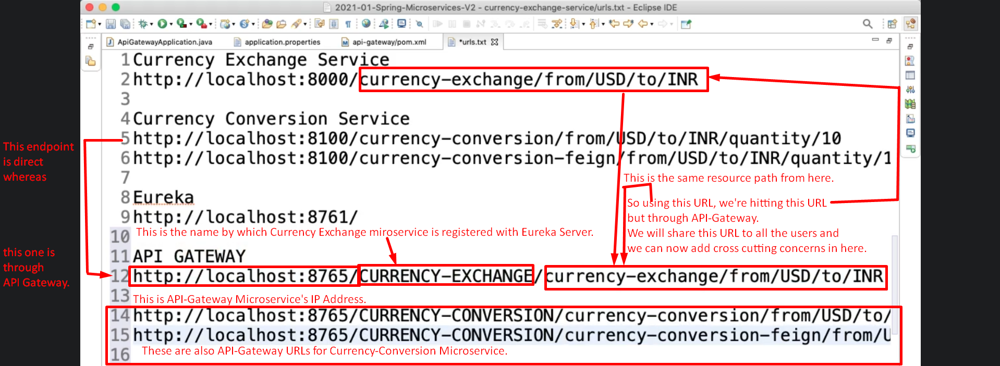 2021-01-Spring-Microservices-V2 - currency-exchange-service/urls.txt - Eclipse IDE
ApiGatewayApplication.java
application.properties
api-gateway/pom.xml
*urls.txt
1 Currency Exchange Service
2 http://localhost:8000/currency-exchange/from/USD/to/INR
3
4 Currency Conversion Service
5 http://localhost:8100/currency-conversion/from/USD/to/INR/quantity/10
6 http://localhost:8100/currency-conversion-feign/from/USD/to/INR/quantity/1
7
8 Eureka
9 http://localhost:8761/
10
11 API GATEWAY
12 http://localhost:8765/CURRENCY-EXCHANGE/currency-exchange/from/USD/to/INR
13
14 http://localhost:8765/CURRENCY-CONVERSION/currency-conversion/from/USD/to/
15 http://localhost:8765/CURRENCY-CONVERSION/currency-conversion-feign/from/U
16
This endpoint
is direct
whereas
this one is
through
API Gateway.
This is the same resource path from here.
So using this URL, we're hitting this URL
but through API-Gateway.
We will share this URL to all the users and
we can now add cross cutting concerns in here.
This is the name by which Currency Exchange miroservice is registered with Eureka Server.
This is API-Gateway Microservice's IP Address.
These are also API-Gateway URLs for Currency-Conversion Microservice.